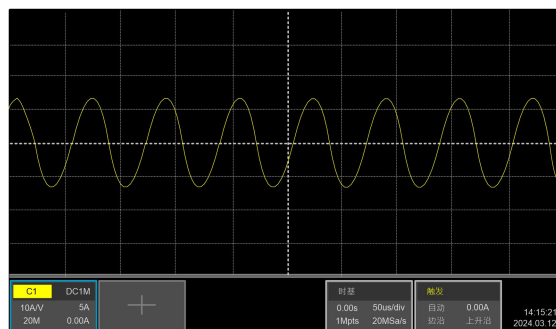 C1 DC1M
10A/V 5A
20M 0.00A
时基
0.00s 50us/div
1Mpts 20MSa/s
触发
自动 0.00A
边沿 上升沿
14:15:21
2024.03.12